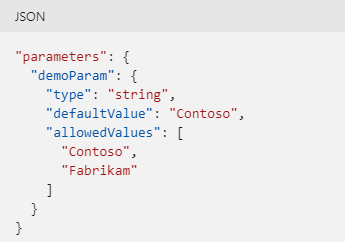 JSON
"parameters": {
  "demoParam": {
    "type": "string",
    "defaultValue": "Contoso",
    "allowedValues": [
      "Contoso",
      "Fabrikam"
    ]
  }
}